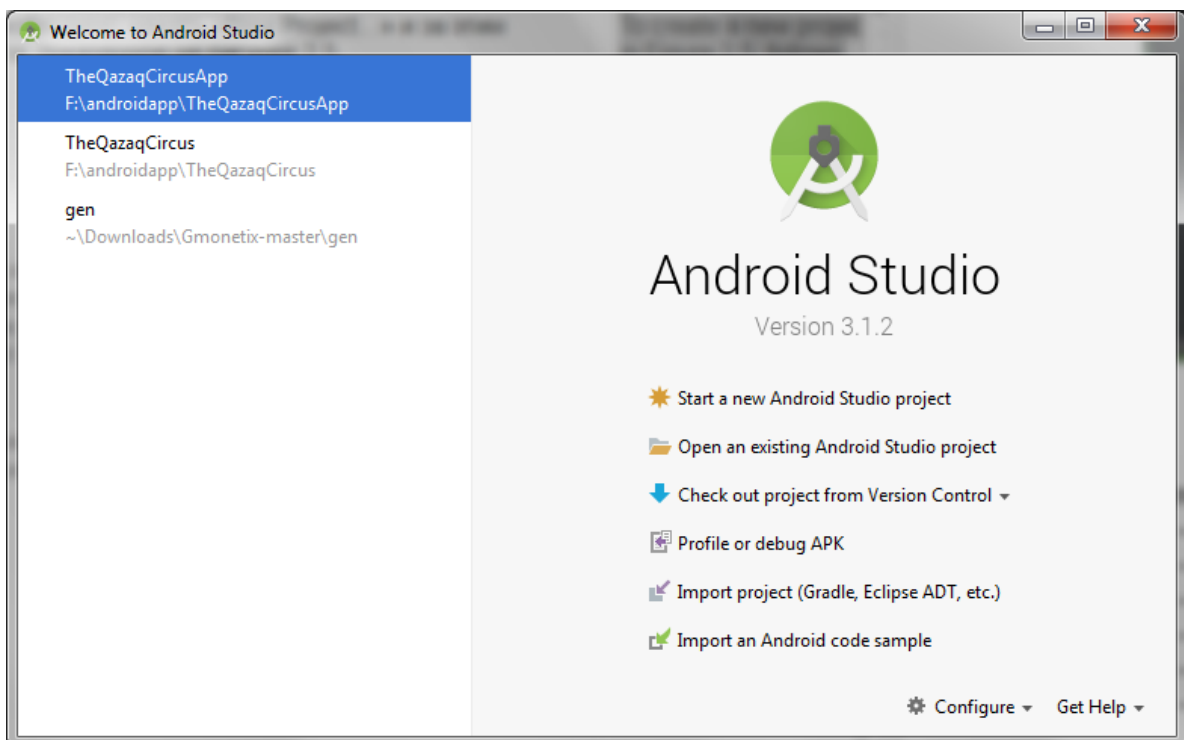 Welcome to Android Studio
TheQazaqCircusApp
F:\androidapp\TheQazaqCircusApp
TheQazaqCircus
F:\androidapp\TheQazaqCircus
gen
~\Downloads\Gmonetix-master\gen
Android Studio
Version 3.1.2
Start a new Android Studio project
Open an existing Android Studio project
Check out project from Version Control
Profile or debug APK
Import project (Gradle, Eclipse ADT, etc.)
Import an Android code sample
Configure
Get Help